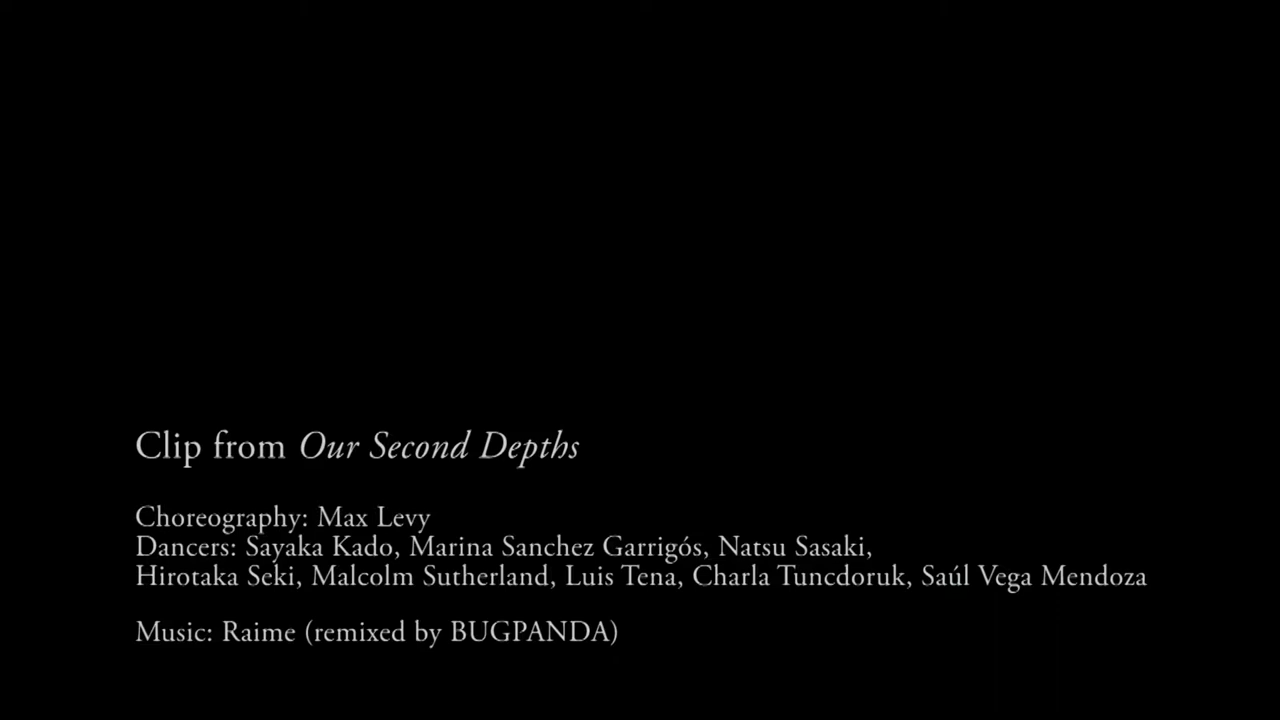 Clip from Our Second Depths
Choreography: Max Levy
Dancers: Sayaka Kado, Marina Sanchez Garrigós, Natsu Sasaki,
Hirotaka Seki, Malcolm Sutherland, Luis Tena, Charla Tuncdoruk, Saúl Vega Mendoza
Music: Raime (remixed by BUGPANDA)